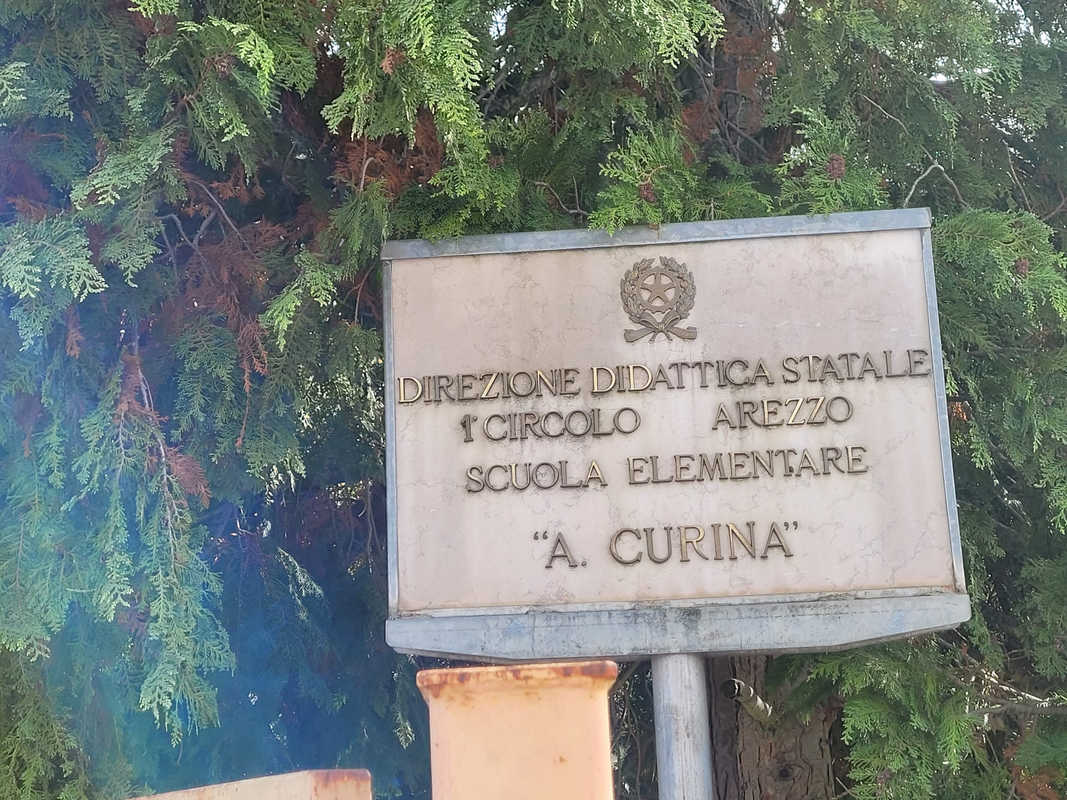 DIREZIONE DIDATTICA STATALE
1° CIRCOLO AREZZO
SCUOLA ELEMENTARE
“A. CURINA”